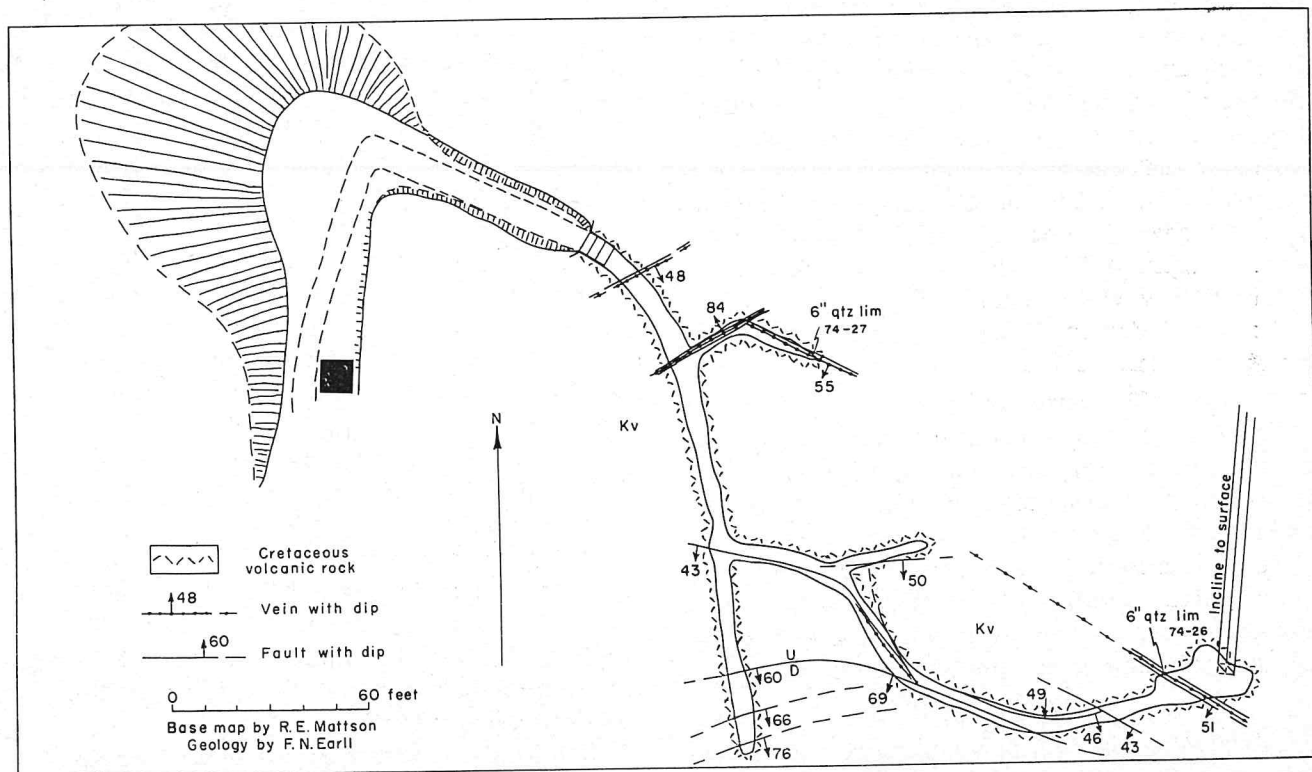 48
84
6" qtz lim
74-27
55
N
Kv
Incline to surface
43
50
Cretaceous
volcanic rock
48
Vein with dip
60
Fault with dip
Kv
6" qtz lim
74-26
U
D
60
69
49
51
66
46
43
76
0 60 feet
Base map by R.E. Mattson
Geology by F.N. Earll